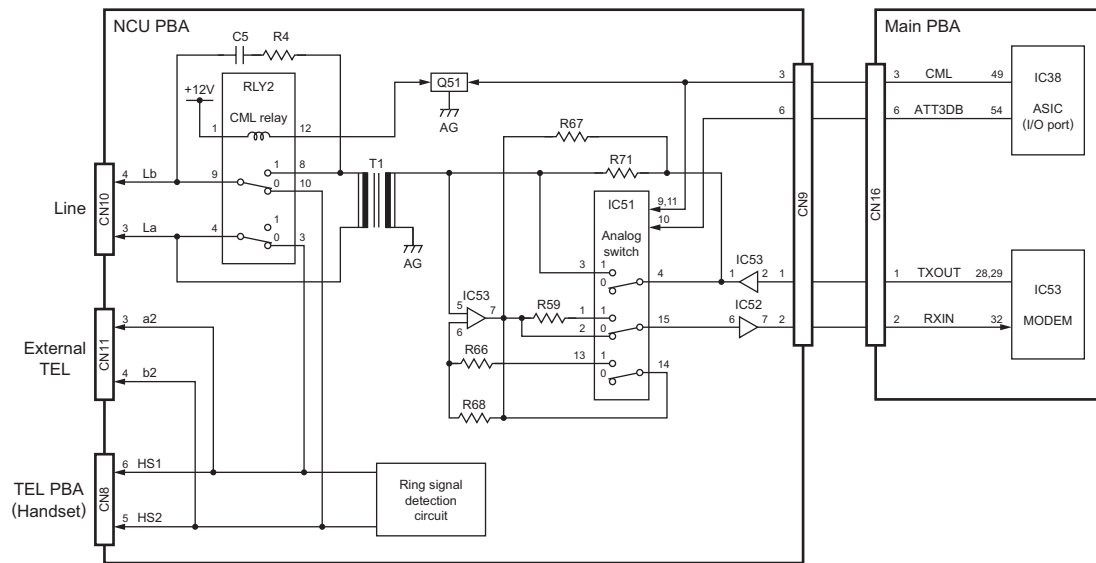 NCU PBA
Main PBA
C5
R4
RLY2
CML relay
+12V
1
12
Q51
AG
3
3
CML
49
6
6
ATT3DB
54
IC38
ASIC
(I/O port)
R67
R71
T1
AG
Line
CN10
4
Lb
9
1
8
0
10
3
La
4
1
0
3
IC51
Analog
switch
9,11
10
3
1
0
4
IC53
1
2
1
CN9
CN16
1
TXOUT
28,29
IC53
MODEM
5
IC53
7
6
R59
1
1
2
0
15
IC52
6
7
2
2
RXIN
32
R66
13
1
0
14
R68
External
TEL
CN11
3
a2
4
b2
TEL PBA
(Handset)
CN8
6
HS1
5
HS2
Ring signal
detection
circuit